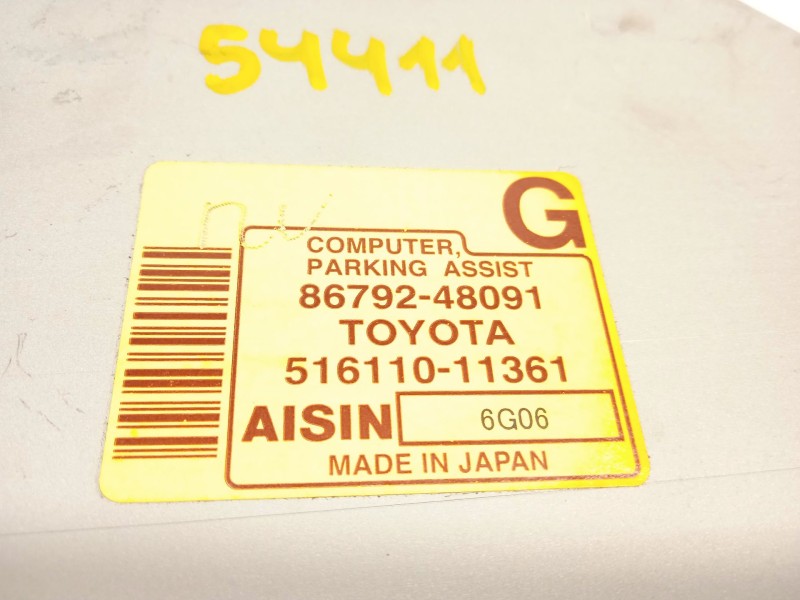 54411
G
COMPUTER,
PARKING ASSIST
86792-48091
TOYOTA
516110-11361
AISIN 6G06
MADE IN JAPAN